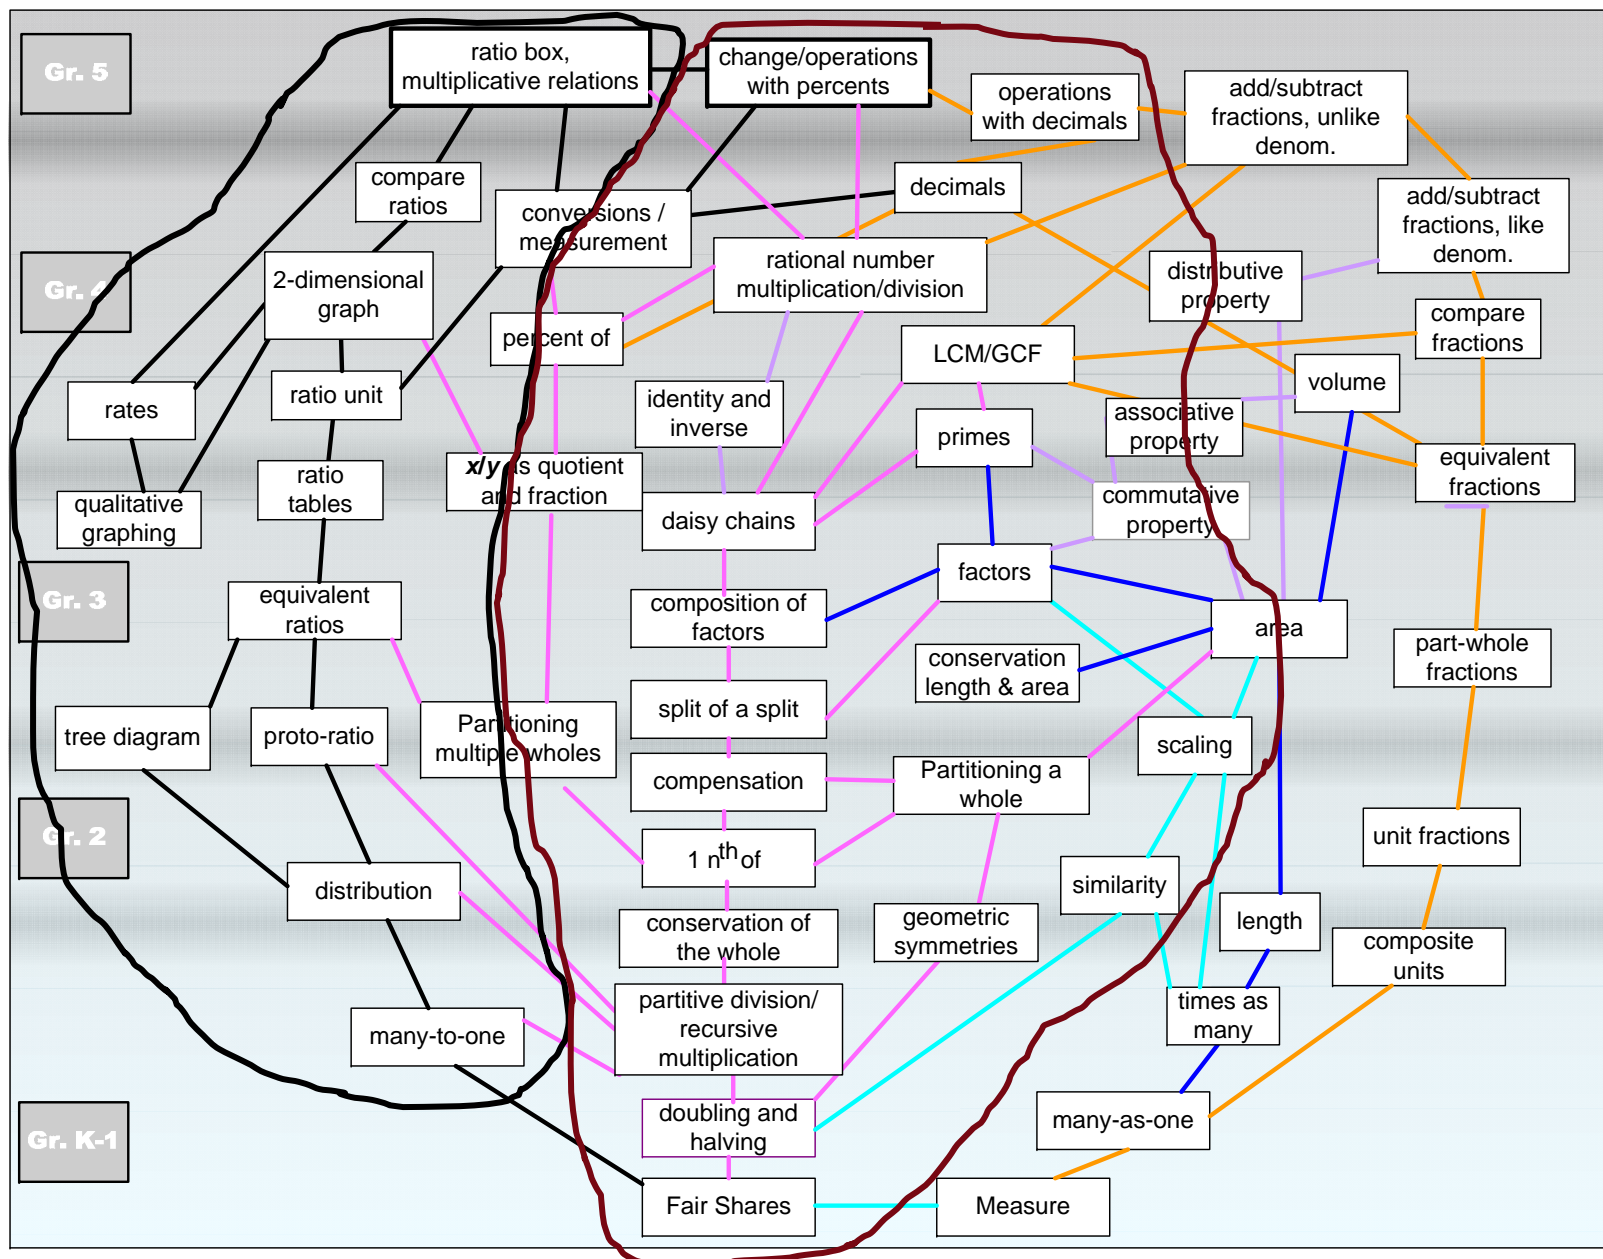 Gr. 5
ratio box,
multiplicative relations
change/operations
with percents
operations
with decimals
add/subtract
fractions, unlike
denom.
compare
ratios
conversions /
measurement
decimals
add/subtract
fractions, like
denom.
Gr. 4
2-dimensional
graph
rational number
multiplication/division
distributive
property
percent of
LCM/GCF
compare
fractions
rates
ratio unit
identity and
inverse
primes
associative
property
volume
qualitative
graphing
ratio
tables
x/y as quotient
and fraction
daisy chains
commutative
property
equivalent
fractions
Gr. 3
equivalent
ratios
composition of
factors
factors
area
conservation
length & area
part-whole
fractions
tree diagram
proto-ratio
Partitioning
multiple wholes
split of a split
scaling
compensation
Partitioning a
whole
Gr. 2
1 nth of
unit fractions
distribution
similarity
conservation of
the whole
geometric
symmetries
length
composite
units
many-to-one
partitive division/
recursive
multiplication
times as
many
Gr. K-1
doubling and
halving
many-as-one
Fair Shares
Measure